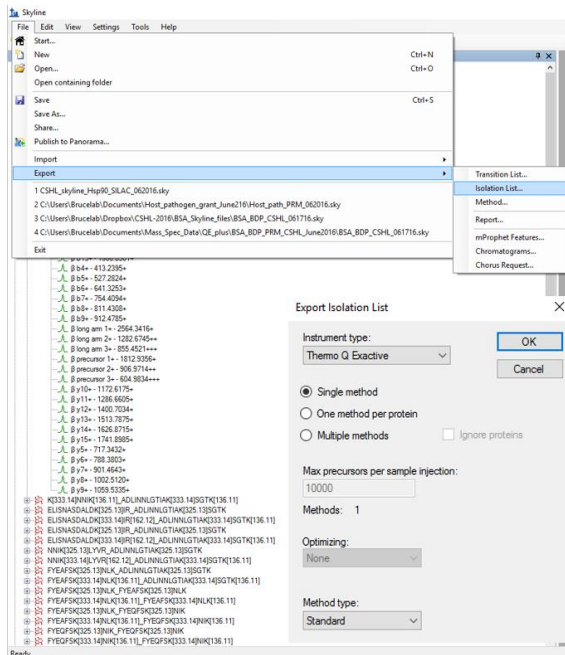 Skyline
File Edit View Settings Tools Help
Start...
New Ctrl+N
Open... Ctrl+O
Open containing folder
Save Ctrl+S
Save As...
Share...
Publish to Panorama...
Import
Export
1 CSHL_skyline_Hsp90_SILAC_062016.sky
2 C:\Users\Brucelab\Documents\Host_pathogen_grant_June216\Host_path_PRM_062016.sky
3 C:\Users\Brucelab\Dropbox\CSHL-2016\BSA_Skyline_files\BSA_BDP_CSHL_061716.sky
4 C:\Users\Brucelab\Documents\Mass_Spec_Data\QE_plus\BSA_BDP_PRM_CSHL_June2016\BSA_BDP_CSHL_061716.sky
Exit
Transition List...
Isolation List...
Method...
Report...
mProphet Features...
Chromatograms...
Chorus Request...
β b4+ - 413.2395+
β b5+ - 527.2824+
β b6+ - 641.3253+
β b7+ - 754.4094+
β b8+ - 811.4308+
β b9+ - 912.4785+
β long arm 1+ - 2564.3416+
β long arm 2+ - 1282.6745++
β long arm 3+ - 855.4521+++
β precursor 1+ - 1812.9356+
β precursor 2+ - 906.9714++
β precursor 3+ - 604.9834+++
β y10+ - 1172.6175+
β y11+ - 1286.6605+
β y12+ - 1400.7034+
β y13+ - 1513.7875+
β y14+ - 1626.8715+
β y15+ - 1741.8985+
β y5+ - 717.3432+
β y6+ - 788.3803+
β y7+ - 901.4643+
β y8+ - 1002.5120+
β y9+ - 1059.5335+
K[333.14]NNIK[136.11]_ADLINNLGTIAK[333.14]SGTK[136.11]
ELISNASDALDK[325.13]IR_ADLINNLGTIAK[325.13]SGTK
ELISNASDALDK[333.14]IR[162.12]_ADLINNLGTIAK[333.14]SGTK[136.11]
ELISNASDALDK[325.13]IR_ADLINNLGTIAK[325.13]SGTK
ELISNASDALDK[333.14]IR[162.12]_ADLINNLGTIAK[333.14]SGTK[136.11]
NNIK[325.13]LYVR_ADLINNLGTIAK[325.13]SGTK
NNIK[333.14]LYVR[162.12]_ADLINNLGTIAK[333.14]SGTK[136.11]
FYEAFSK[325.13]NLK_ADLINNLGTIAK[325.13]SGTK
FYEAFSK[333.14]NLK[136.11]_ADLINNLGTIAK[333.14]SGTK[136.11]
FYEAFSK[325.13]NLK_FYEAFSK[325.13]NLK
FYEAFSK[333.14]NLK[136.11]_FYEAFSK[333.14]NLK[136.11]
FYEAFSK[325.13]NLK_FYEQFSK[325.13]NIK
FYEAFSK[333.14]NLK[136.11]_FYEQFSK[333.14]NIK[136.11]
FYEQFSK[325.13]NIK_FYEQFSK[325.13]NIK
FYEQFSK[333.14]NIK[136.11]_FYEQFSK[333.14]NIK[136.11]
Ready
Export Isolation List
Instrument type:
Thermo Q Exactive
OK
Cancel
Single method
One method per protein
Multiple methods
Ignore proteins
Max precursors per sample injection:
10000
Methods: 1
Optimizing:
None
Method type:
Standard